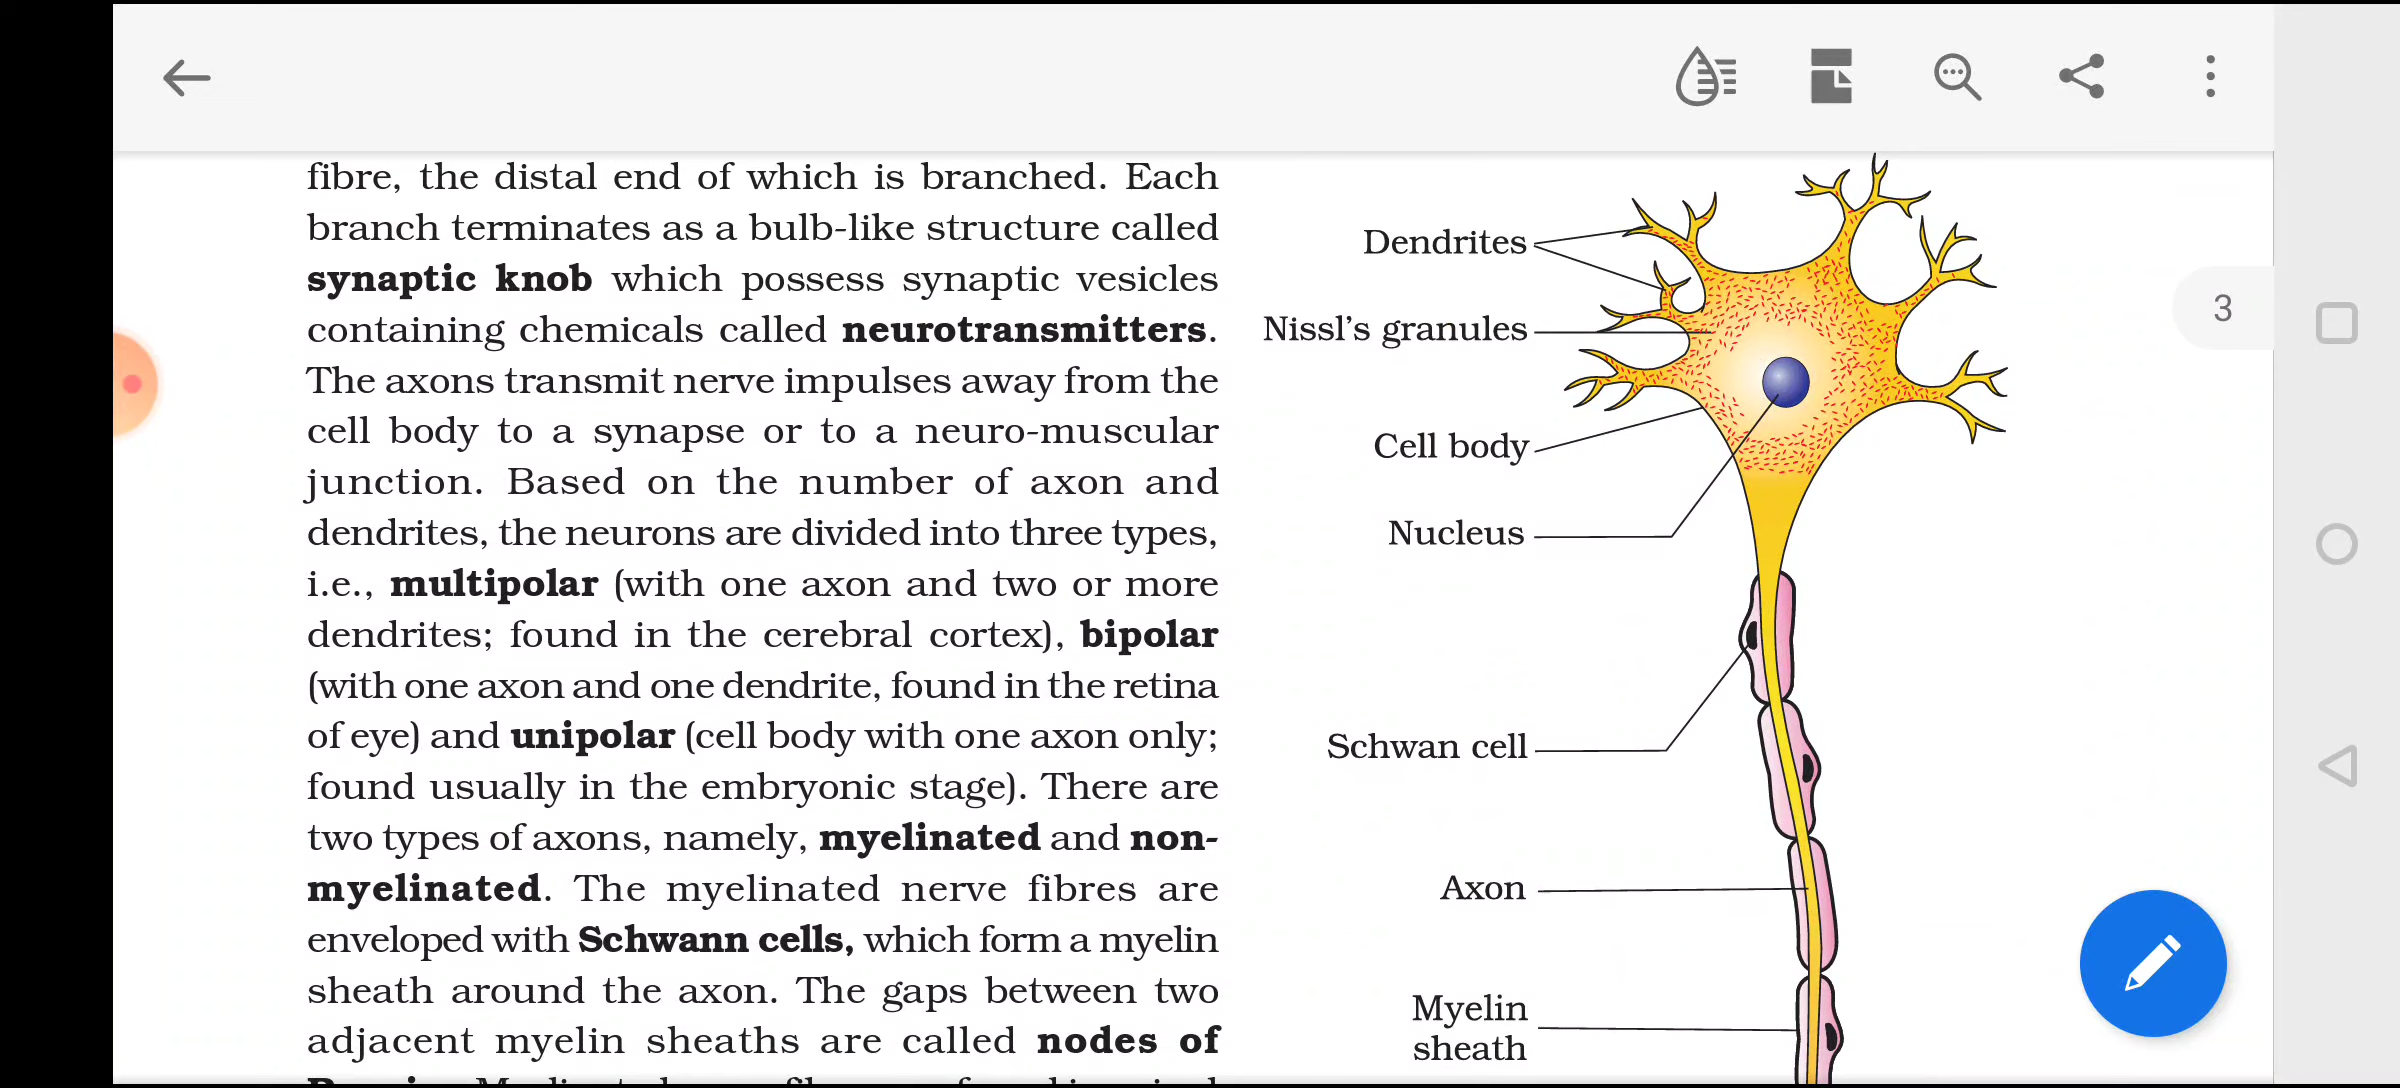 fibre, the distal end of which is branched. Each
branch terminates as a bulb-like structure called
synaptic knob which possess synaptic vesicles
containing chemicals called neurotransmitters.
The axons transmit nerve impulses away from the
cell body to a synapse or to a neuro-muscular
junction. Based on the number of axon and
dendrites, the neurons are divided into three types,
i.e., multipolar (with one axon and two or more
dendrites; found in the cerebral cortex), bipolar
(with one axon and one dendrite, found in the retina
of eye) and unipolar (cell body with one axon only;
found usually in the embryonic stage). There are
two types of axons, namely, myelinated and non-
myelinated. The myelinated nerve fibres are
enveloped with Schwann cells, which form a myelin
sheath around the axon. The gaps between two
adjacent myelin sheaths are called nodes of
Dendrites
Nissl's granules
Cell body
Nucleus
Schwan cell
Axon
Myelin
sheath
3